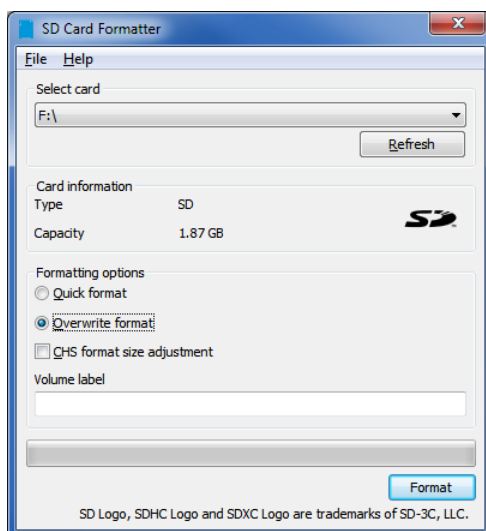 SD Card Formatter
File Help
Select card
F:\
Refresh
Card information
Type SD
Capacity 1.87 GB
SD
Formatting options
Quick format
Overwrite format
CHS format size adjustment
Volume label
Format
SD Logo, SDHC Logo and SDXC Logo are trademarks of SD-3C, LLC.